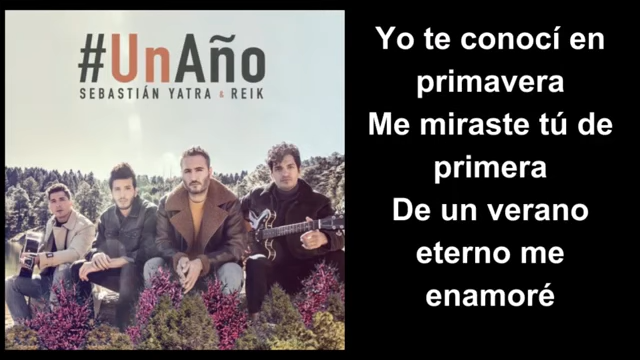 #UnAño
SEBASTIÁN YATRA & REIK
Yo te conocí en
primavera
Me miraste tú de
primera
De un verano
eterno me
enamoré